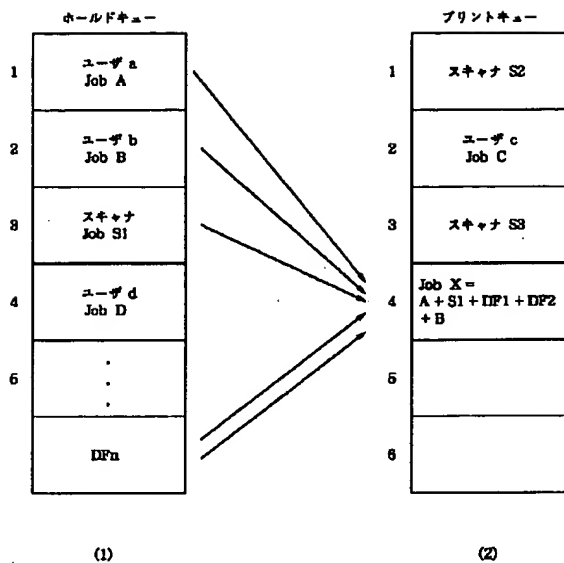 ホールドキュー
1
ユーザ a
Job A
2
ユーザ b
Job B
3
スキャナ
Job S1
4
ユーザ d
Job D
5
.
.
.
DFn
(1)
プリントキュー
1
スキャナ S2
2
ユーザ c
Job C
3
スキャナ S3
4
Job X =
A + S1 + DF1 + DF2
+ B
5
6
(2)